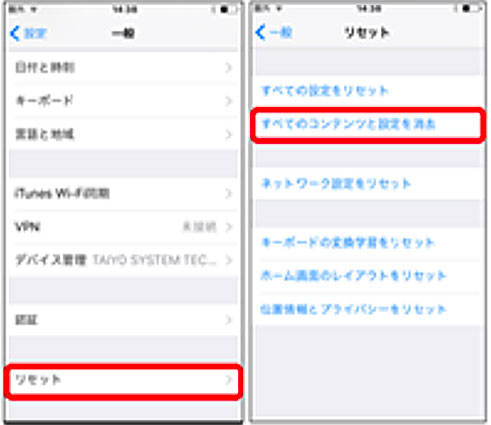 圏外 14:38
設定 一般
日付と時刻
キーボード
言語と地域
iTunes Wi-Fi同期
VPN 未接続
デバイス管理 TAIYO SYSTEM TEC...
認証
リセット
圏外 14:38
一般 リセット
すべての設定をリセット
すべてのコンテンツと設定を消去
ネットワーク設定をリセット
キーボードの変換学習をリセット
ホーム画面のレイアウトをリセット
位置情報とプライバシーをリセット